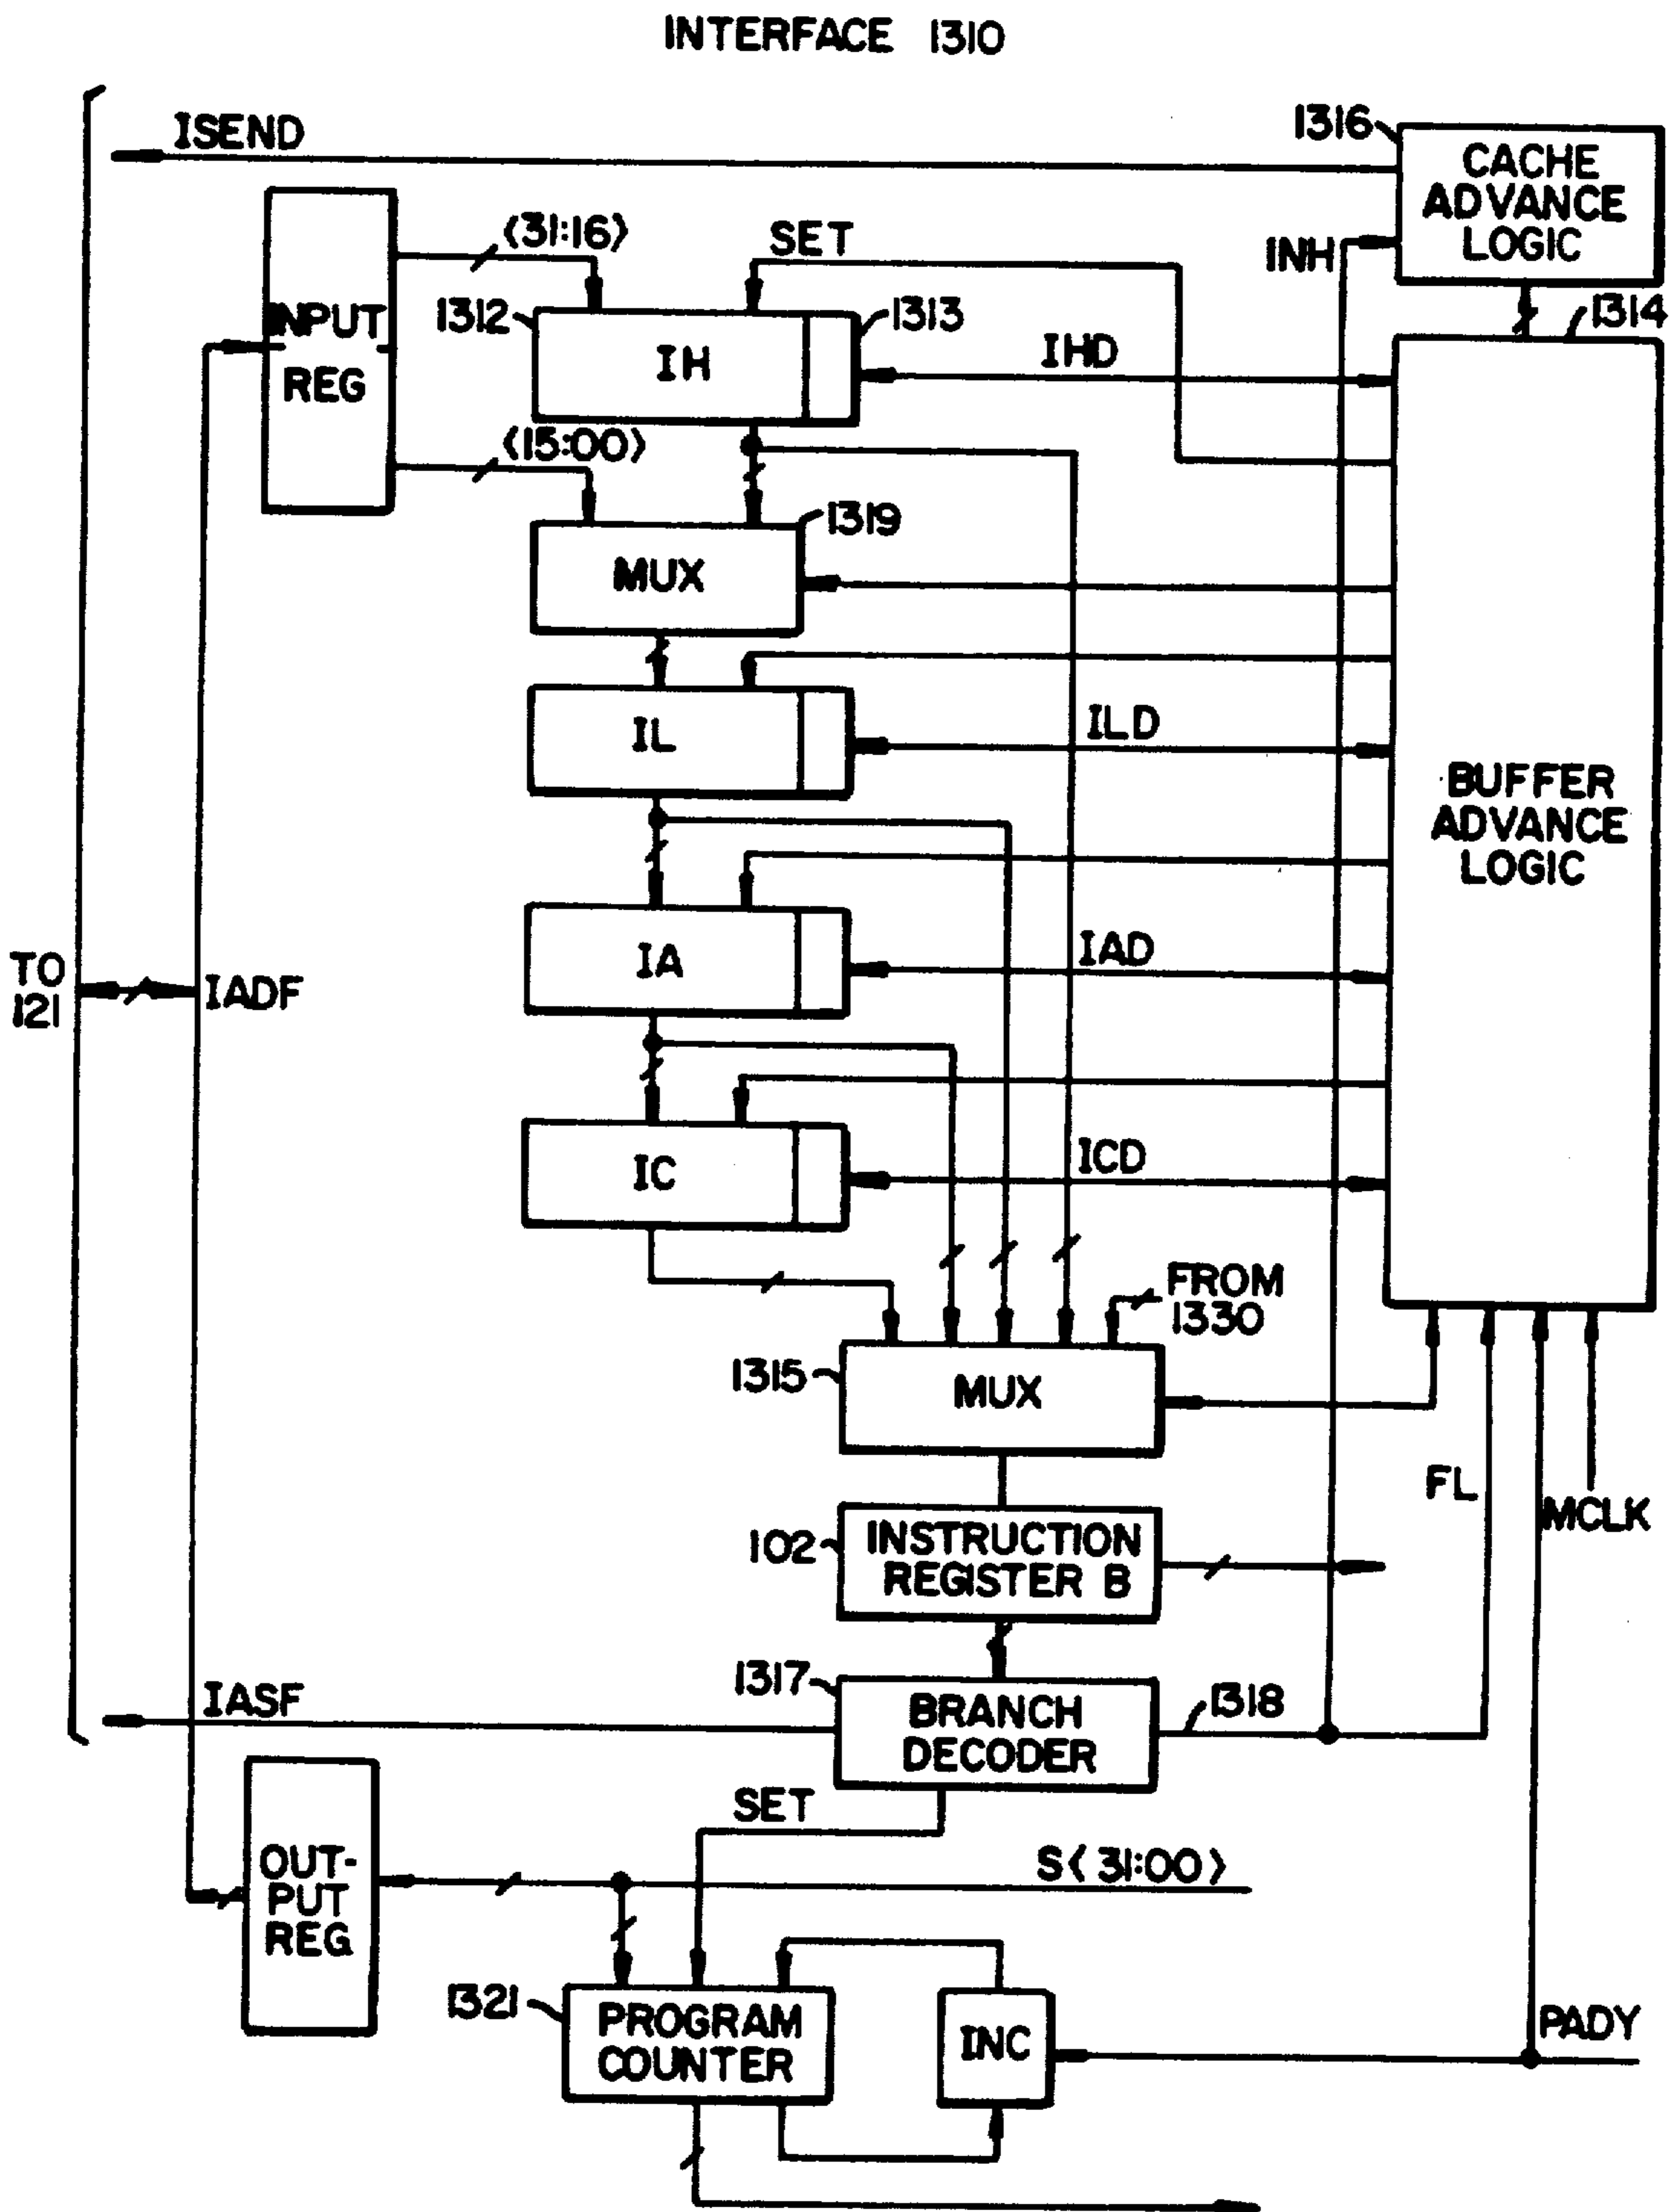 INTERFACE 1310
ISEND
1316
CACHE
ADVANCE
LOGIC
⟨31:16⟩
SET
INH
1312
1313
1314
INPUT
REG
IH
IHD
⟨15:00⟩
1319
MUX
IL
ILD
BUFFER
ADVANCE
LOGIC
IA
IAD
TO
121
IADF
IC
ICD
FROM
1330
1315
MUX
FL
MCLK
102
INSTRUCTION
REGISTER B
1317
IASF
BRANCH
DECODER
1318
SET
OUT-
PUT
REG.
S⟨31:00⟩
1321
PROGRAM
COUNTER
INC
PADY